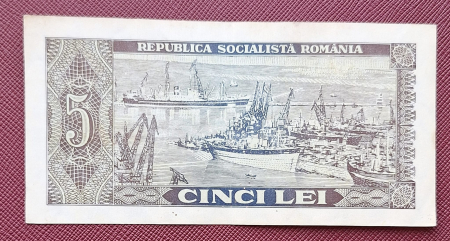 REPUBLICA SOCIALISTĂ ROMÂNIA
5
CINCI LEI